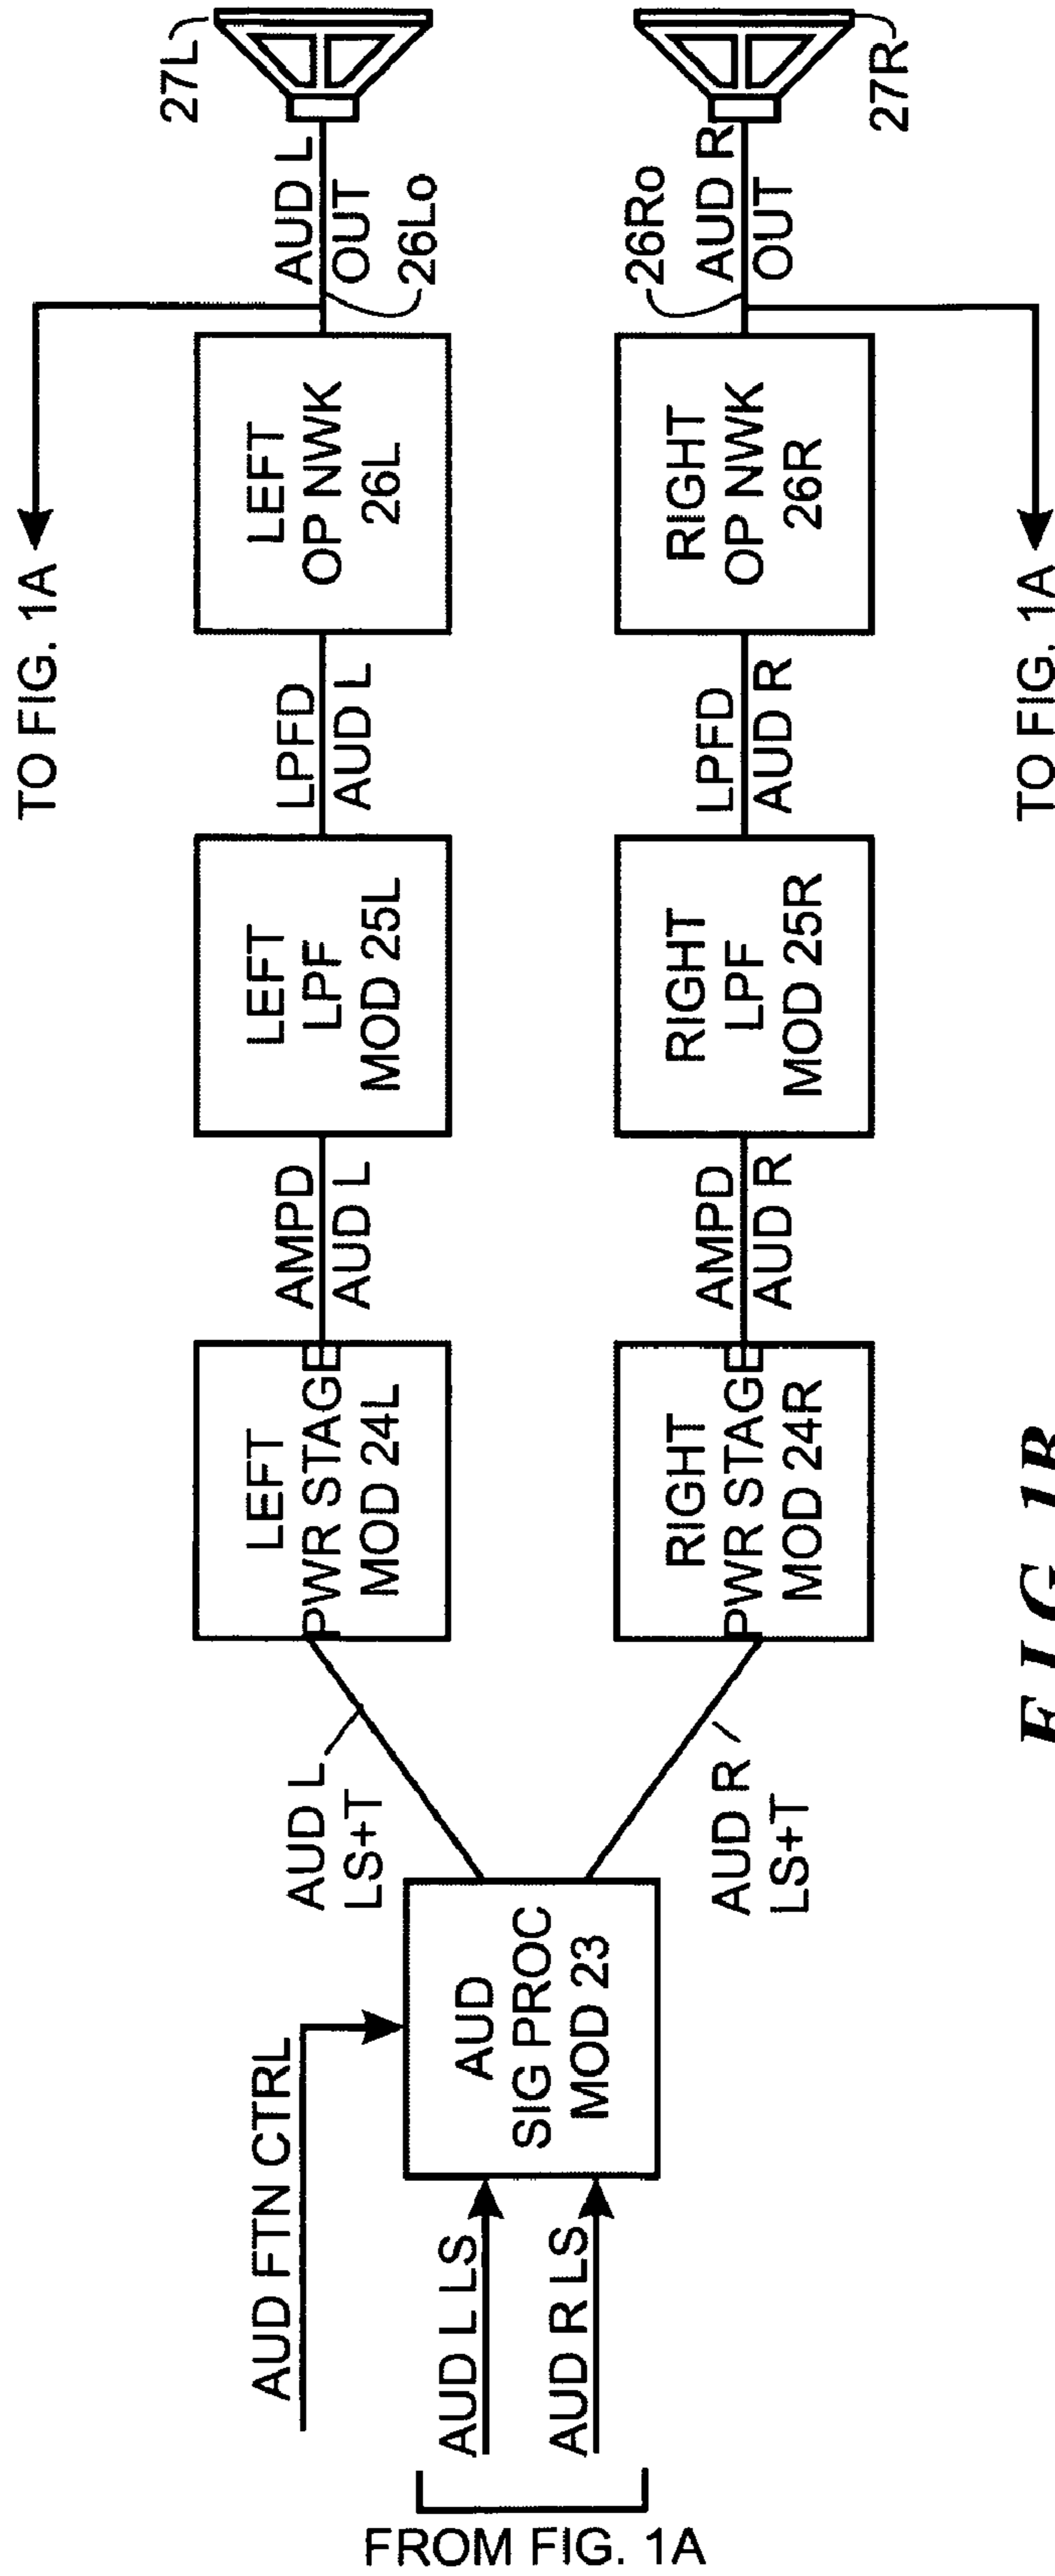 TO FIG. 1A
27L
AUD FTN CTRL
AUD L
LS+T
LEFT
PWR STAGE
MOD 24L
AMPD
AUD L
LEFT
LPF
MOD 25L
LPFD
AUD L
LEFT
OP NWK
26L
AUD L
OUT
26Lo
FROM FIG. 1A
AUD L LS
AUD R LS
AUD
SIG PROC
MOD 23
AUD R
LS+T
RIGHT
PWR STAGE
MOD 24R
AMPD
AUD R
RIGHT
LPF
MOD 25R
LPFD
AUD R
RIGHT
OP NWK
26R
26Ro
AUD R
OUT
27R
TO FIG. 1A
FIG. 1B